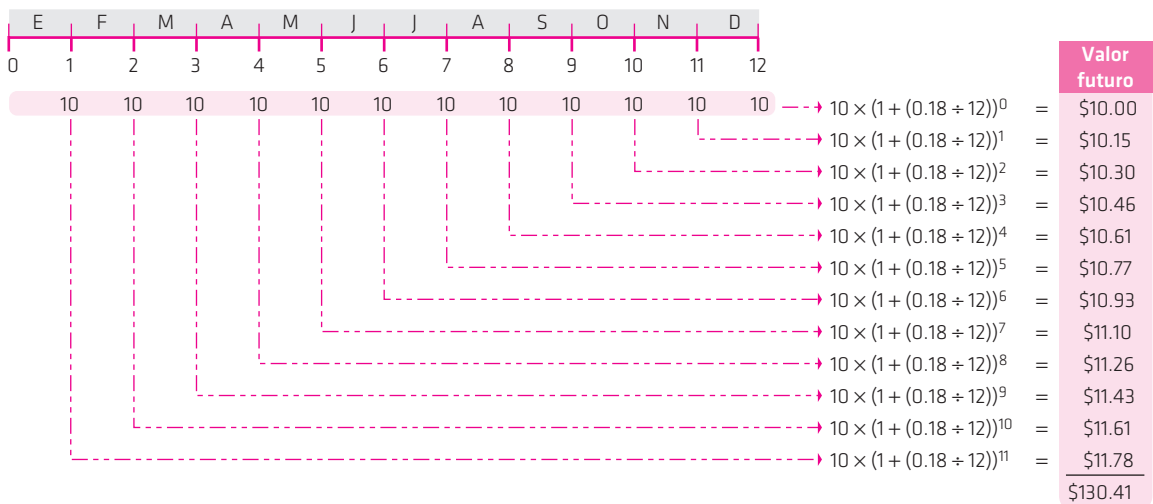 E F M A M J J A S O N D
0 1 2 3 4 5 6 7 8 9 10 11 12
Valor
futuro
10 10 10 10 10 10 10 10 10 10 10 10 10 × (1 + (0.18 ÷ 12))⁰ = $10.00
10 × (1 + (0.18 ÷ 12))¹ = $10.15
10 × (1 + (0.18 ÷ 12))² = $10.30
10 × (1 + (0.18 ÷ 12))³ = $10.46
10 × (1 + (0.18 ÷ 12))⁴ = $10.61
10 × (1 + (0.18 ÷ 12))⁵ = $10.77
10 × (1 + (0.18 ÷ 12))⁶ = $10.93
10 × (1 + (0.18 ÷ 12))⁷ = $11.10
10 × (1 + (0.18 ÷ 12))⁸ = $11.26
10 × (1 + (0.18 ÷ 12))⁹ = $11.43
10 × (1 + (0.18 ÷ 12))¹⁰ = $11.61
10 × (1 + (0.18 ÷ 12))¹¹ = $11.78
$130.41